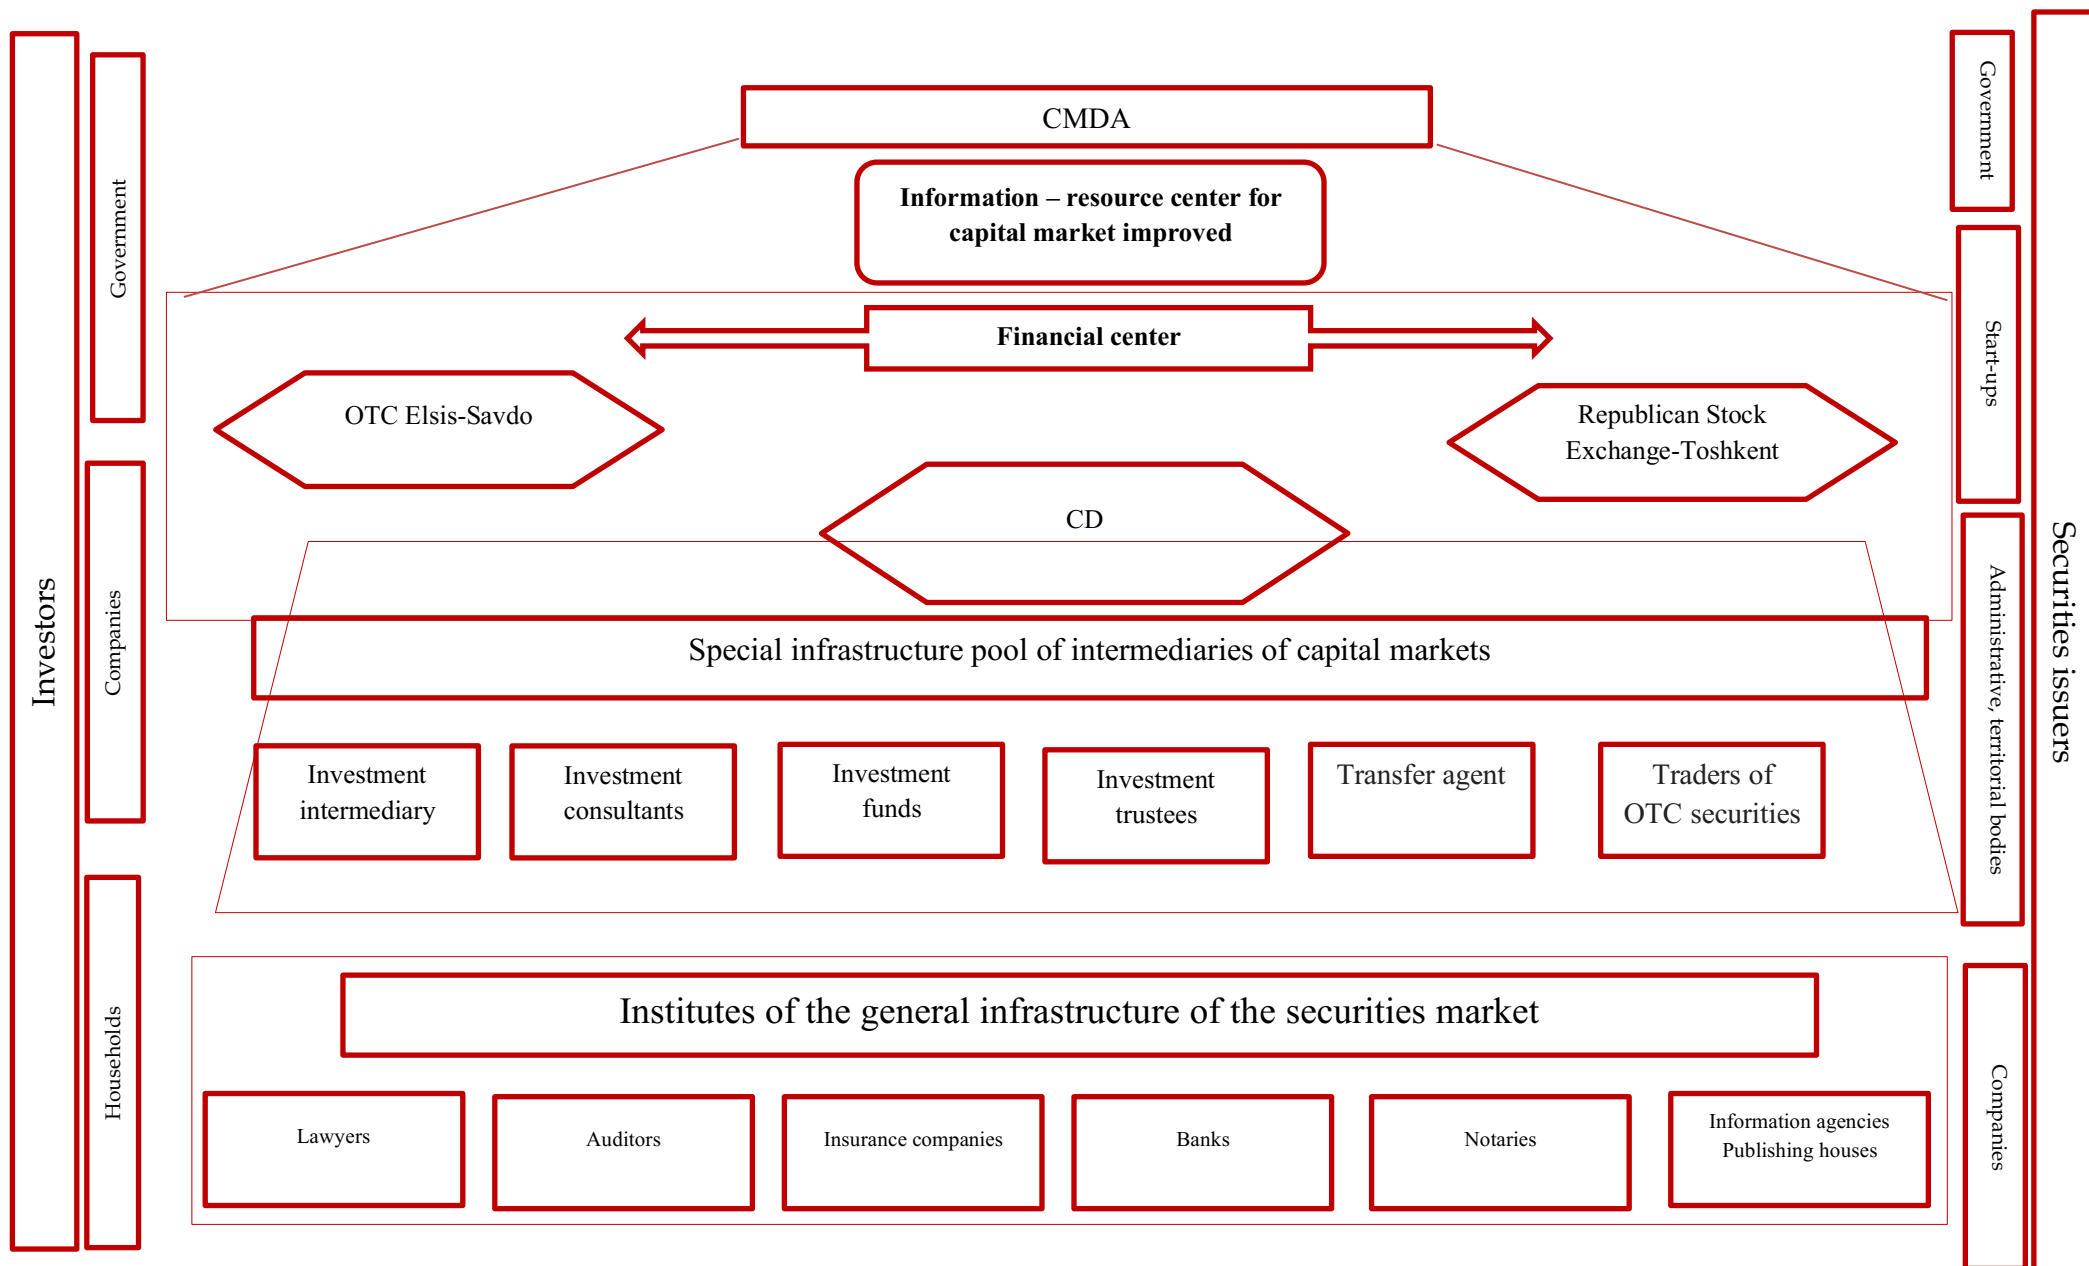 Investors
Government
Companies
Households
CMDA
Information – resource center for
capital market improved
Financial center
OTC Elsis-Savdo
Republican Stock
Exchange-Toshkent
CD
Special infrastructure pool of intermediaries of capital markets
Investment
intermediary
Investment
consultants
Investment
funds
Investment
trustees
Transfer agent
Traders of
OTC securities
Institutes of the general infrastructure of the securities market
Lawyers
Auditors
Insurance companies
Banks
Notaries
Information agencies
Publishing houses
Government
Start-ups
Administrative, territorial bodies
Companies
Securities issuers